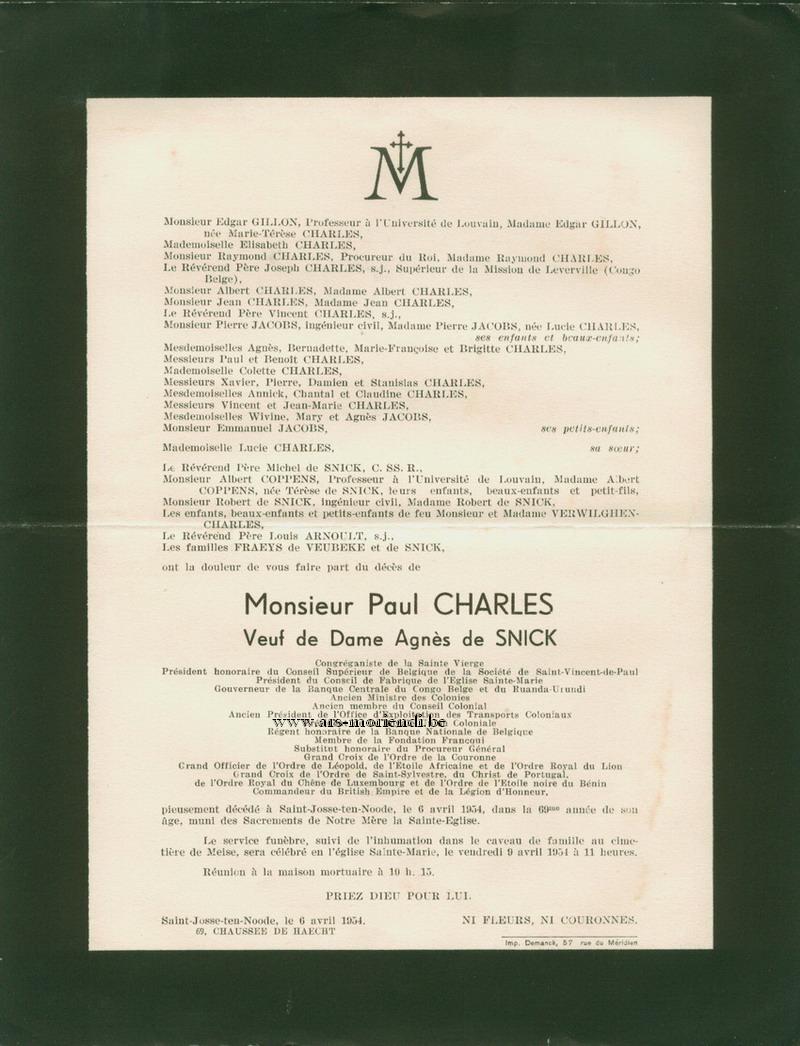 M
Monsieur Edgar GILLON, Professeur à l'Université de Louvain, Madame Edgar GILLON,
née Marie-Térèse CHARLES,
Mademoiselle Elisabeth CHARLES,
Monsieur Raymond CHARLES, Procureur du Roi, Madame Raymond CHARLES,
Le Révérend Père Joseph CHARLES, s.j., Supérieur de la Mission de Leverville (Congo
Belge),
Monsieur Albert CHARLES, Madame Albert CHARLES,
Monsieur Jean CHARLES, Madame Jean CHARLES,
Le Révérend Père Vincent CHARLES, s.j.,
Monsieur Pierre JACOBS, ingénieur civil, Madame Pierre JACOBS, née Lucie CHARLES,
ses enfants et beaux-enfants;
Mesdemoiselles Agnès, Bernadette, Marie-Françoise et Brigitte CHARLES,
Messieurs Paul et Benoît CHARLES,
Mademoiselle Colette CHARLES,
Messieurs Xavier, Pierre, Damien et Stanislas CHARLES,
Mesdemoiselles Annick, Chantal et Claudine CHARLES,
Messieurs Vincent et Jean-Marie CHARLES,
Mesdemoiselles Wivine, Mary et Agnès JACOBS,
Monsieur Emmanuel JACOBS, ses petits-enfants;
Mademoiselle Lucie CHARLES, sa sœur;
Le Révérend Père Michel de SNICK, C. SS. R.,
Monsieur Albert COPPENS, Professeur à l'Université de Louvain, Madame Albert
COPPENS, née Térèse de SNICK, leurs enfants, beaux-enfants et petit-fils,
Monsieur Robert de SNICK, ingénieur civil, Madame Robert de SNICK,
Les enfants, beaux-enfants et petits-enfants de feu Monsieur et Madame VERWILGHEN-
CHARLES,
Le Révérend Père Louis ARNOULT, s.j.,
Les familles FRAEYS de VEUBEKE et de SNICK,
ont la douleur de vous faire part du décès de
Monsieur Paul CHARLES
Veuf de Dame Agnès de SNICK
Congréganiste de la Sainte Vierge
Président honoraire du Conseil Supérieur de Belgique de la Société de Saint-Vincent-de-Paul
Président du Conseil de Fabrique de l'Eglise Sainte-Marie
Gouverneur de la Banque Centrale du Congo Belge et du Ruanda-Urundi
Ancien Ministre des Colonies
Ancien membre du Conseil Colonial
Ancien Président de l'Office d'Exploitation des Transports Coloniaux
www.ars-moriendi.be Coloniale
Régent honoraire de la Banque Nationale de Belgique
Membre de la Fondation Francqui
Substitut honoraire du Procureur Général
Grand Croix de l'Ordre de la Couronne
Grand Officier de l'Ordre de Léopold, de l'Etoile Africaine et de l'Ordre Royal du Lion
Grand Croix de l'Ordre de Saint-Sylvestre, du Christ de Portugal,
de l'Ordre Royal du Chêne de Luxembourg et de l'Ordre de l'Etoile noire du Bénin
Commandeur du British Empire et de la Légion d'Honneur,
pieusement décédé à Saint-Josse-ten-Noode, le 6 avril 1954, dans la 69me année de son
âge, muni des Sacrements de Notre Mère la Sainte-Eglise.
Le service funèbre, suivi de l'inhumation dans le caveau de famille au cime-
tière de Meise, sera célébré en l'église Sainte-Marie, le vendredi 9 avril 1954 à 11 heures.
Réunion à la maison mortuaire à 10 h. 15.
PRIEZ DIEU POUR LUI.
Saint-Josse-ten-Noode, le 6 avril 1954. NI FLEURS, NI COURONNES.
69, CHAUSSEE DE HAECHT
Imp. Demanck, 57 rue du Méridien